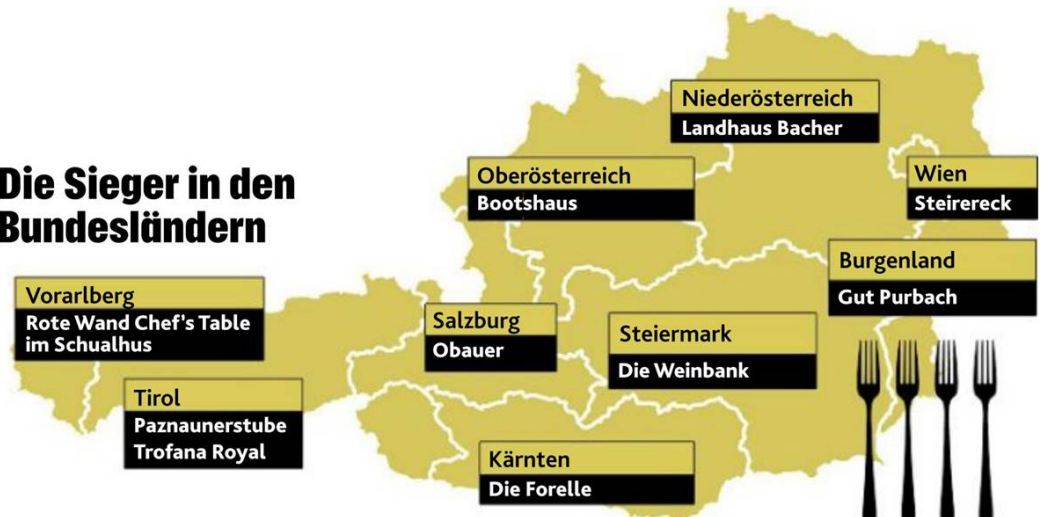 Die Sieger in den
Bundesländern
Niederösterreich
Landhaus Bacher
Oberösterreich
Bootshaus
Wien
Steirereck
Burgenland
Gut Purbach
Vorarlberg
Rote Wand Chef's Table
im Schualhus
Salzburg
Obauer
Steiermark
Die Weinbank
Tirol
Paznaunerstube
Trofana Royal
Kärnten
Die Forelle